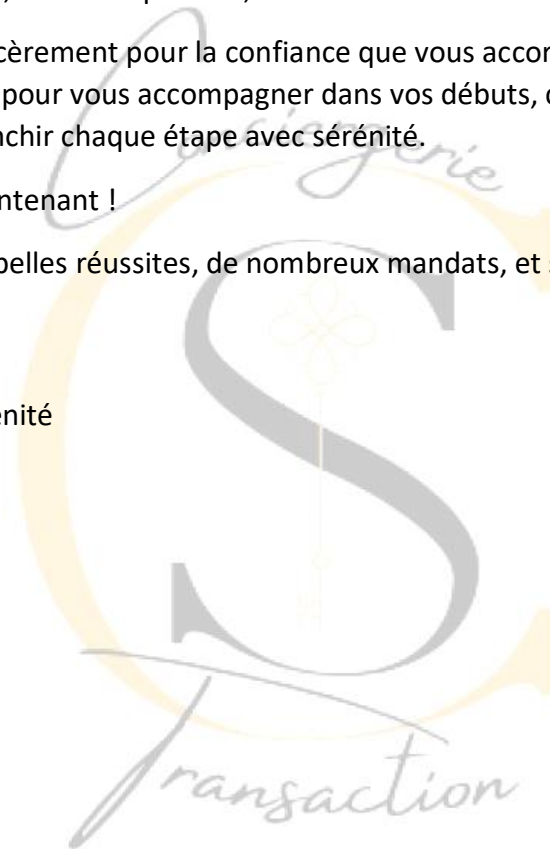 cèrement pour la confiance que vous accor
pour vous accompagner dans vos débuts,
nchir chaque étape avec sérénité.
Conciergerie
ntenant !
belles réussites, de nombreux mandats, et
énité
S
Transaction